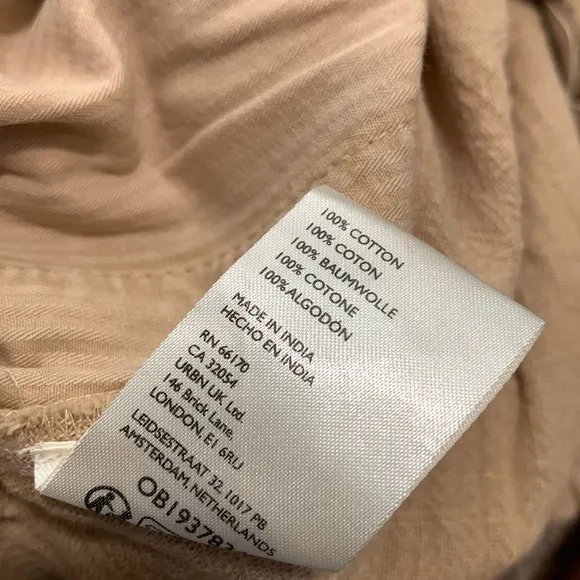 100% COTTON
100% COTON
100% BAUMWOLLE
100% COTONE
100% ALGODÓN
MADE IN INDIA
HECHO EN INDIA
RN 66170
CA 32054
URBN UK Ltd.
146 Brick Lane.
LONDON. E1 6RU
LEIDSESTRAAT 32, 1017 PB
AMSTERDAM, NETHERLANDS